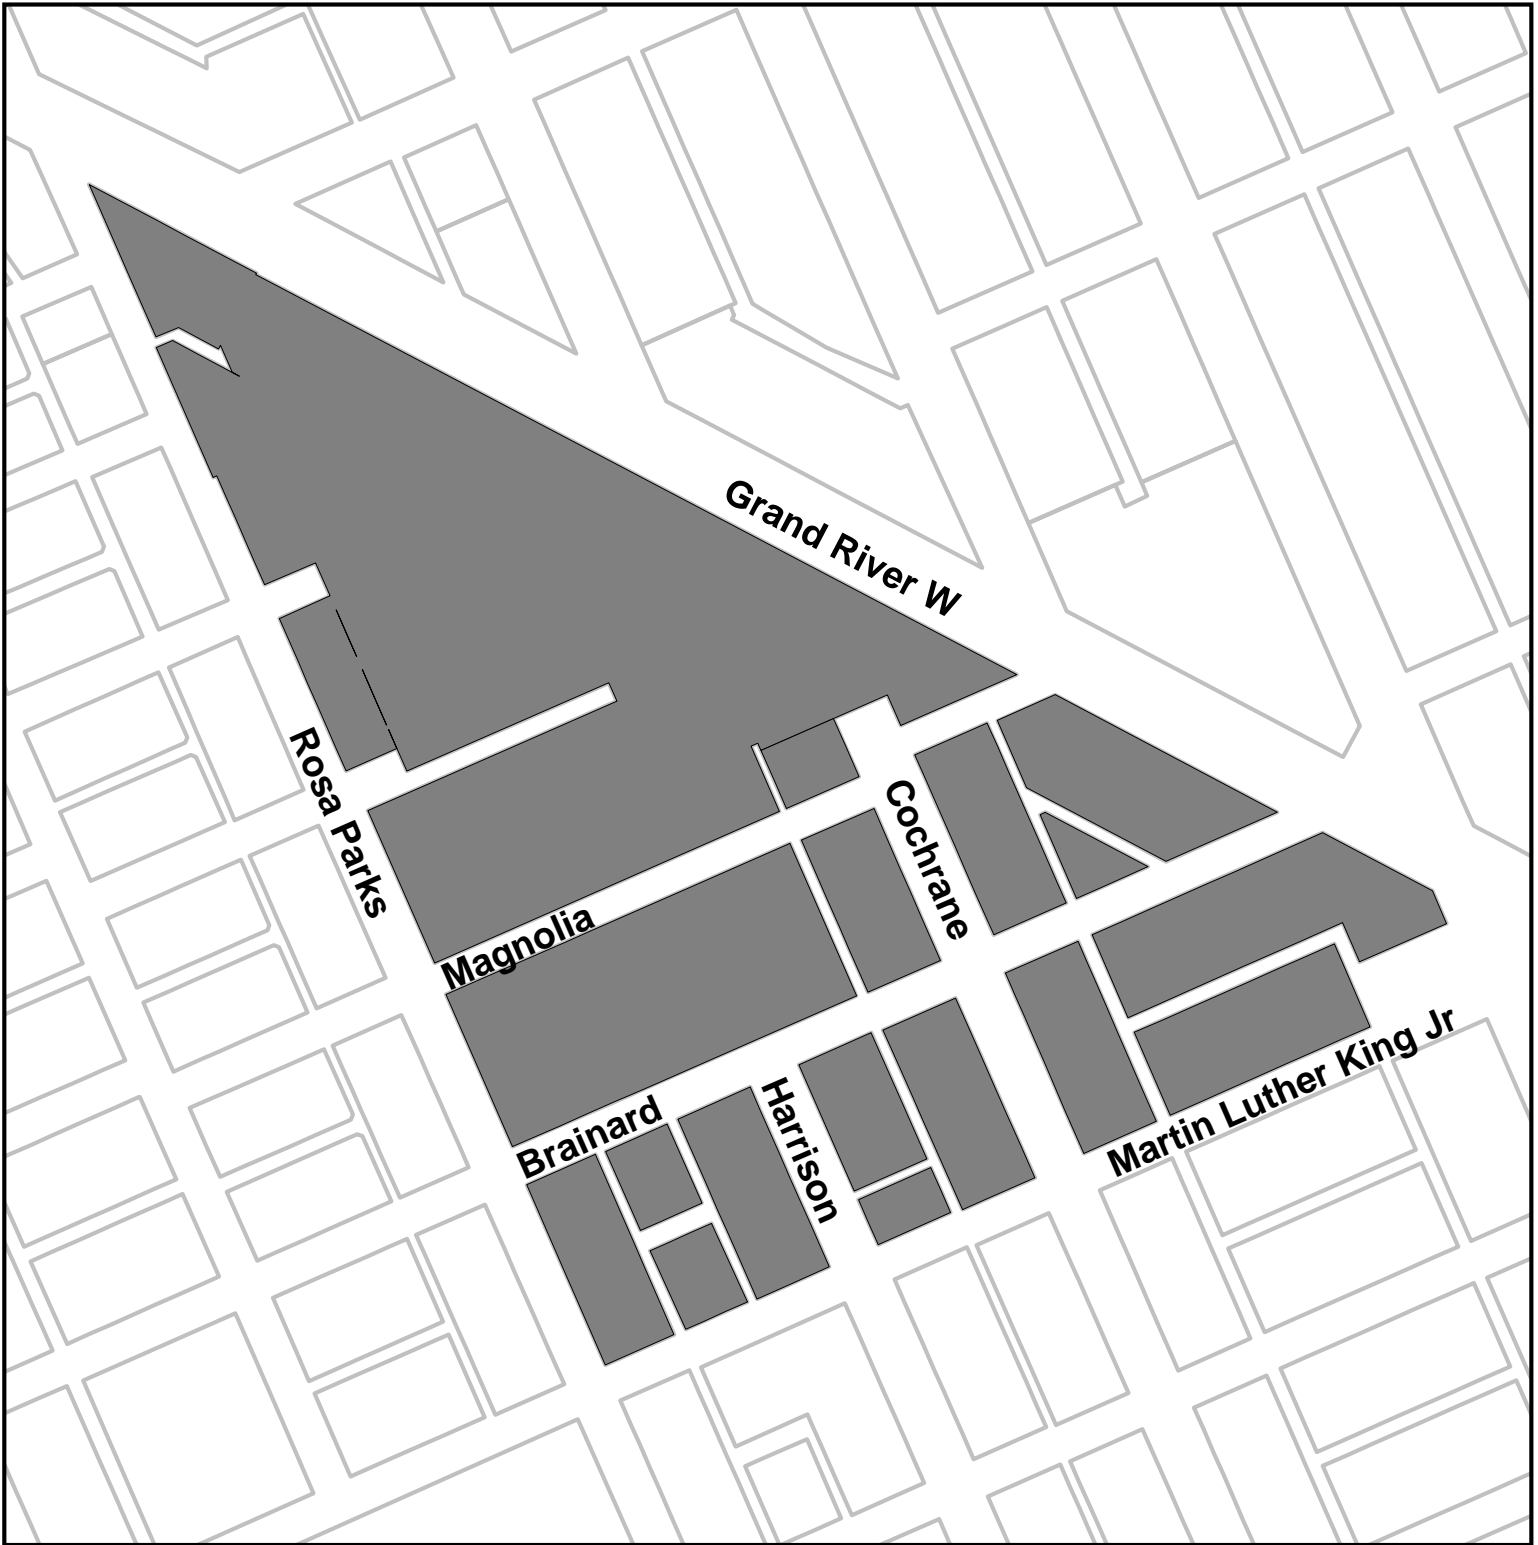 Grand River W
Rosa Parks
Cochrane
Magnolia
Martin Luther King Jr
Brainard
Harrison